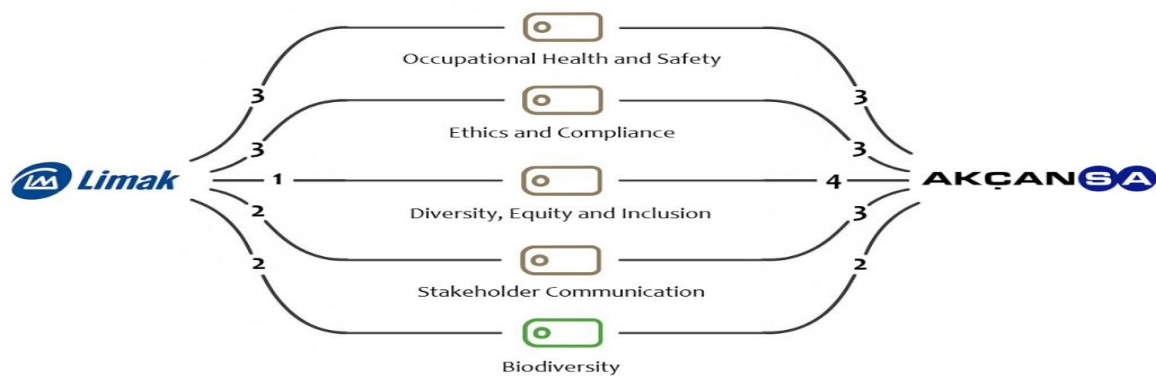 Occupational Health and Safety
3 3
Ethics and Compliance
3 3
LM Limak 1 4 AKÇANSA
Diversity, Equity and Inclusion
2 3
Stakeholder Communication
2 2
Biodiversity